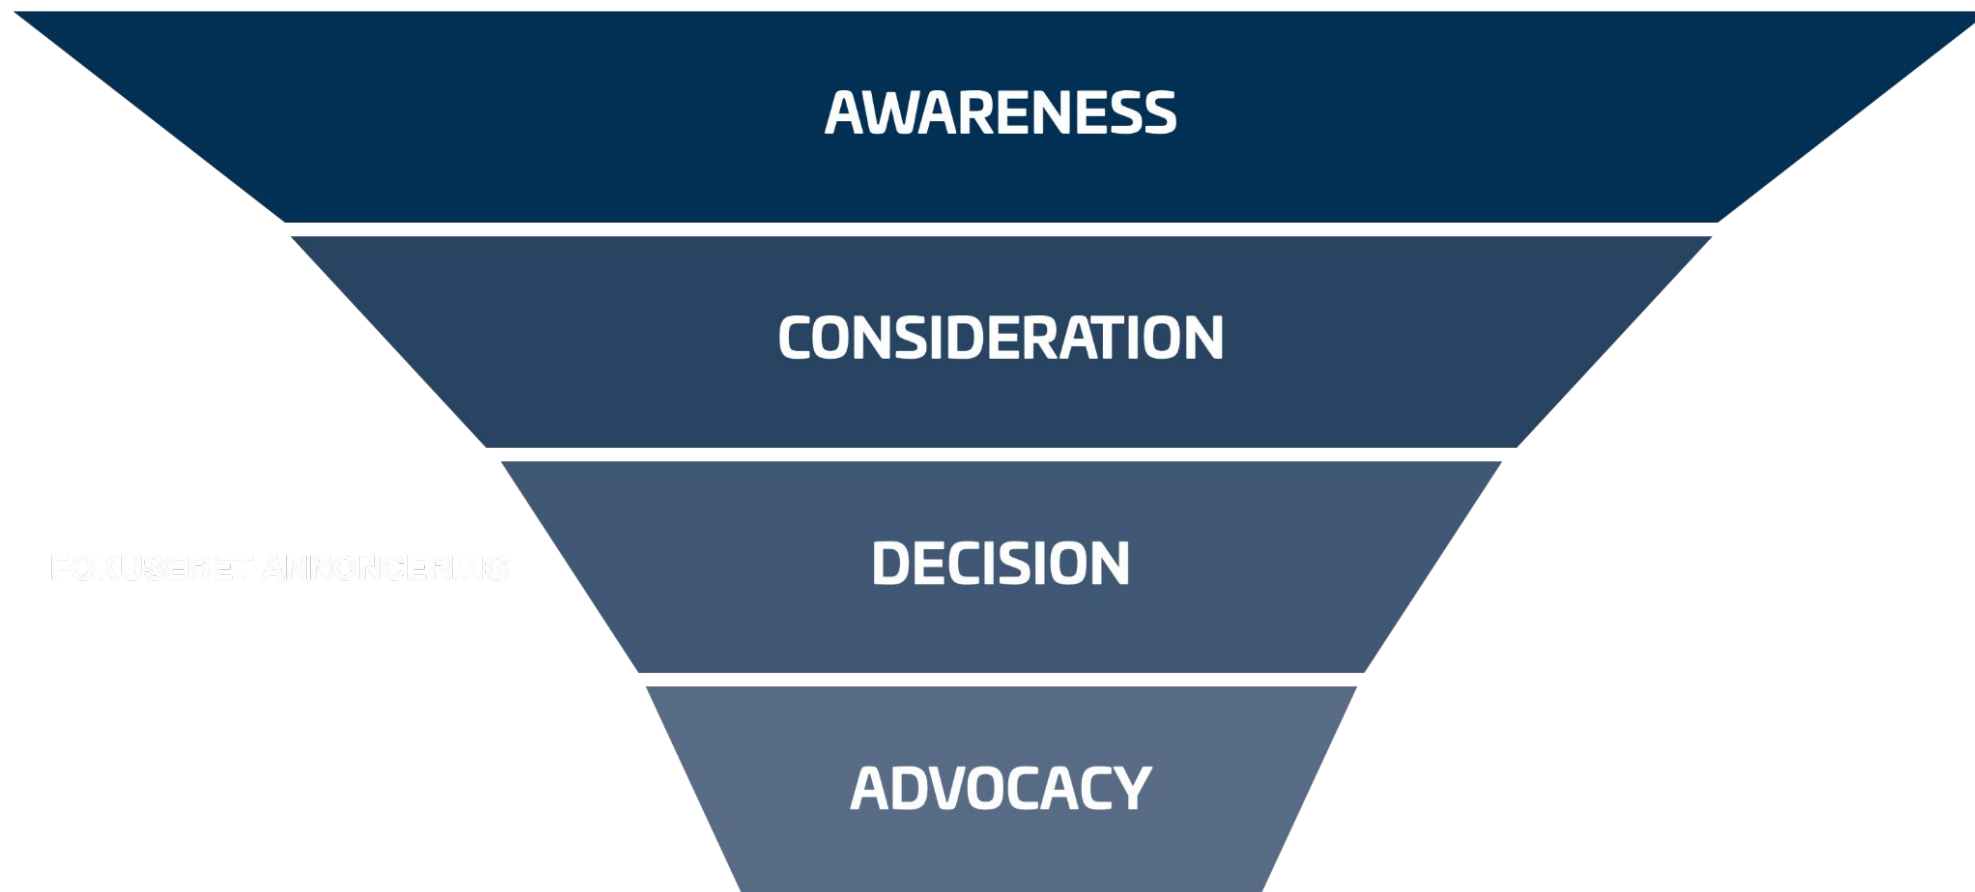 AWARENESS
CONSIDERATION
FOKUSERET ANNONCERING
DECISION
ADVOCACY